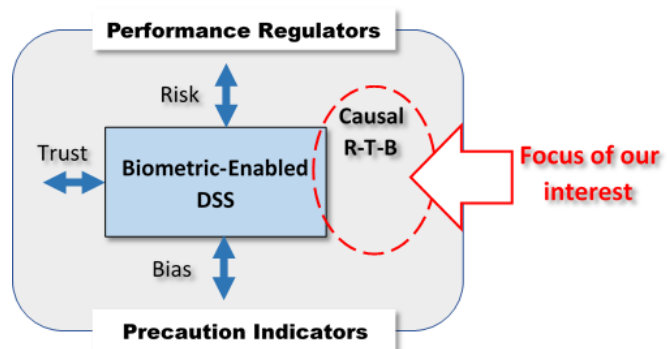 Performance Regulators
Risk
Causal
R-T-B
Trust
Biometric-Enabled
DSS
Focus of our
interest
Bias
Precaution Indicators